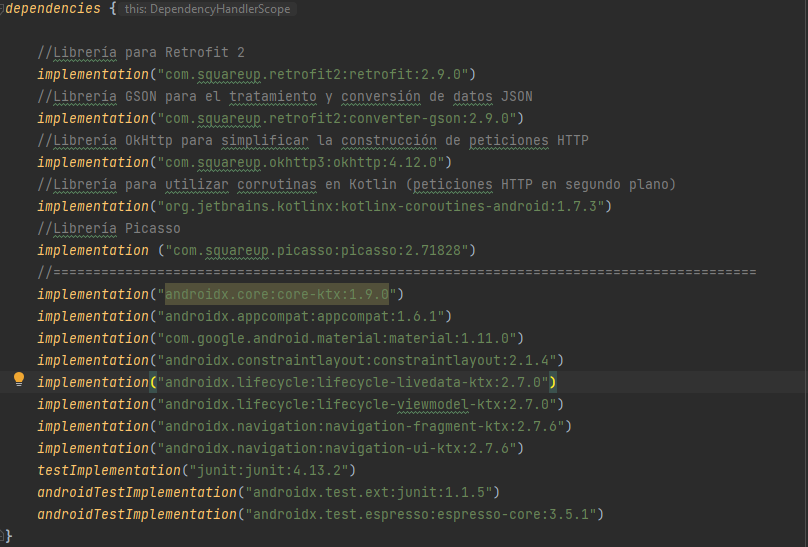 dependencies { this: DependencyHandlerScope
//Librería para Retrofit 2
implementation("com.squareup.retrofit2:retrofit:2.9.0")
//Librería GSON para el tratamiento y conversión de datos JSON
implementation("com.squareup.retrofit2:converter-gson:2.9.0")
//Librería OkHttp para simplificar la construcción de peticiones HTTP
implementation("com.squareup.okhttp3:okhttp:4.12.0")
//Librería para utilizar corrutinas en Kotlin (peticiones HTTP en segundo plano)
implementation("org.jetbrains.kotlinx:kotlinx-coroutines-android:1.7.3")
//Librería Picasso
implementation ("com.squareup.picasso:picasso:2.71828")
//========================================================================================
implementation("androidx.core:core-ktx:1.9.0")
implementation("androidx.appcompat:appcompat:1.6.1")
implementation("com.google.android.material:material:1.11.0")
implementation("androidx.constraintlayout:constraintlayout:2.1.4")
implementation("androidx.lifecycle:lifecycle-livedata-ktx:2.7.0")
implementation("androidx.lifecycle:lifecycle-viewmodel-ktx:2.7.0")
implementation("androidx.navigation:navigation-fragment-ktx:2.7.6")
implementation("androidx.navigation:navigation-ui-ktx:2.7.6")
testImplementation("junit:junit:4.13.2")
androidTestImplementation("androidx.test.ext:junit:1.1.5")
androidTestImplementation("androidx.test.espresso:espresso-core:3.5.1")
}